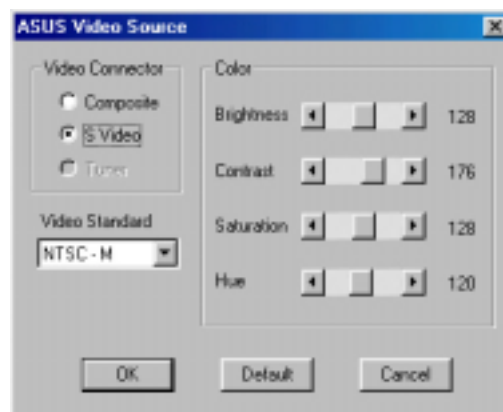 ASUS Video Source
Video Connector
Composite
S Video
Tuner
Video Standard
NTSC - M
Color
Brightness 128
Contrast 176
Saturation 128
Hue 120
OK Default Cancel